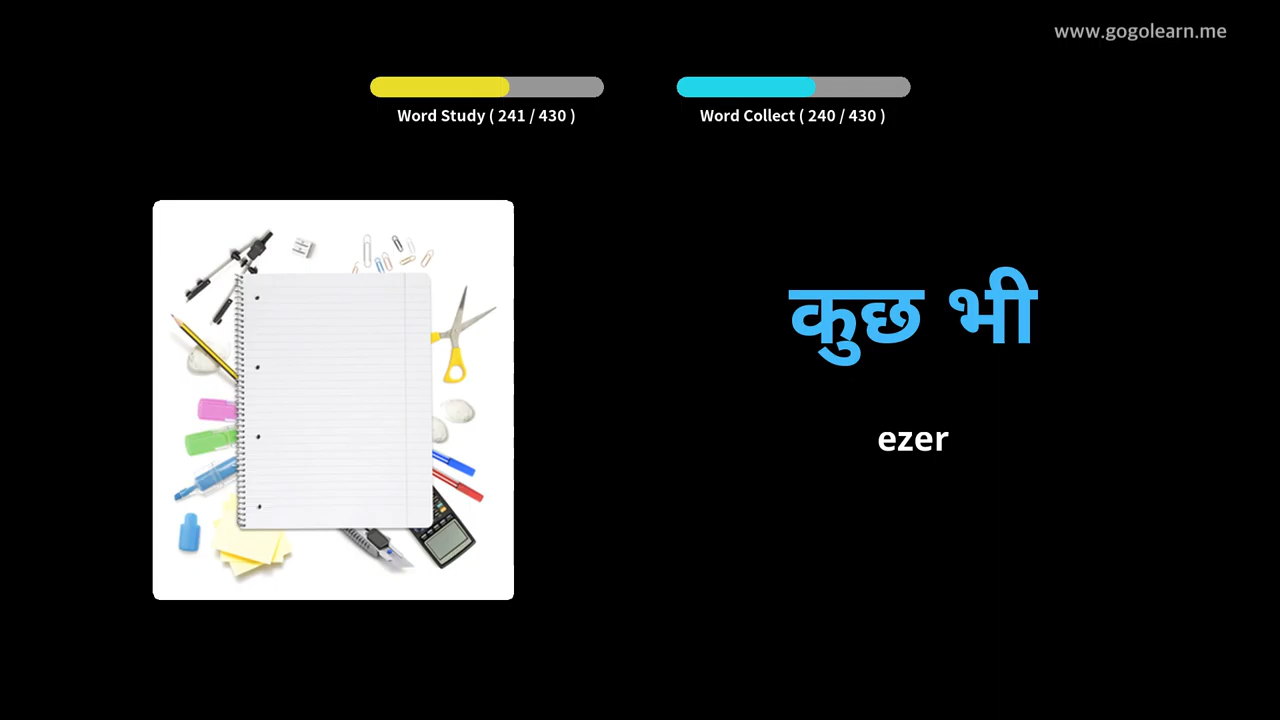 www.gogolearn.me
Word Study ( 241 / 430 )
Word Collect ( 240 / 430 )
कुछ भी
ezer